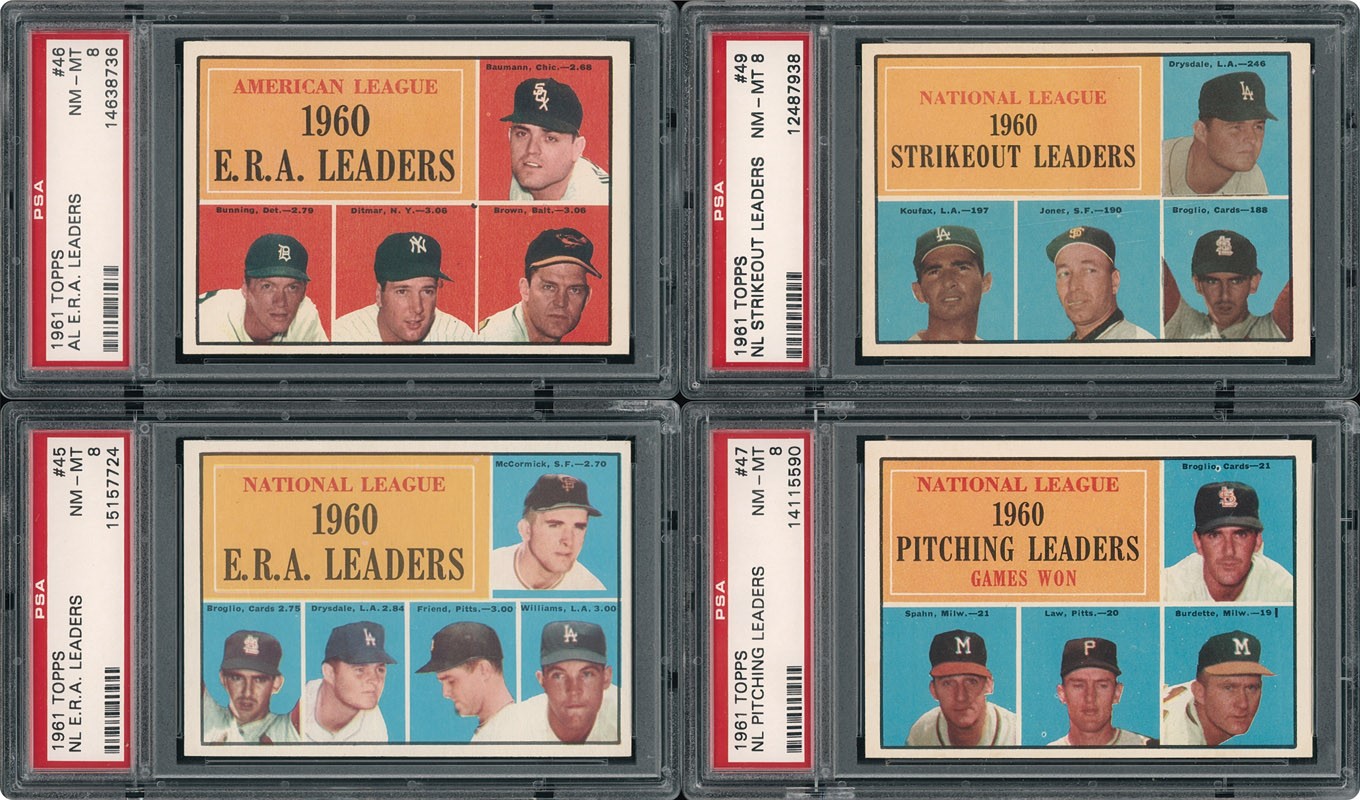 PSA
1961 TOPPS #46
AL E.R.A. LEADERS NM – MT
8
14638736
AMERICAN LEAGUE
1960
E.R.A. LEADERS
Baumann, Chic.—2.68
Bunning, Det.—2.79
Ditmar, N. Y.—3.06
Brown, Balt.—3.06
PSA
1961 TOPPS #49
NL STRIKEOUT LEADERS NM – MT 8
12487938
NATIONAL LEAGUE
1960
STRIKEOUT LEADERS
Drysdale, L.A.—246
Koufax, L.A.—197
Jones, S.F.—190
Broglio, Cards—188
PSA
1961 TOPPS #45
NL E.R.A. LEADERS NM – MT
8
15157724
NATIONAL LEAGUE
1960
E.R.A. LEADERS
McCormick, S.F.—2.70
Broglio, Cards 2.75
Drysdale, L.A. 2.84
Friend, Pitts.—3.00
Williams, L.A. 3.00
PSA
1961 TOPPS #47
NL PITCHING LEADERS NM – MT
8
14115590
NATIONAL LEAGUE
1960
PITCHING LEADERS
GAMES WON
Broglio, Cards—21
Spahn, Milw.—21
Law, Pitts.—20
Burdette, Milw.—19